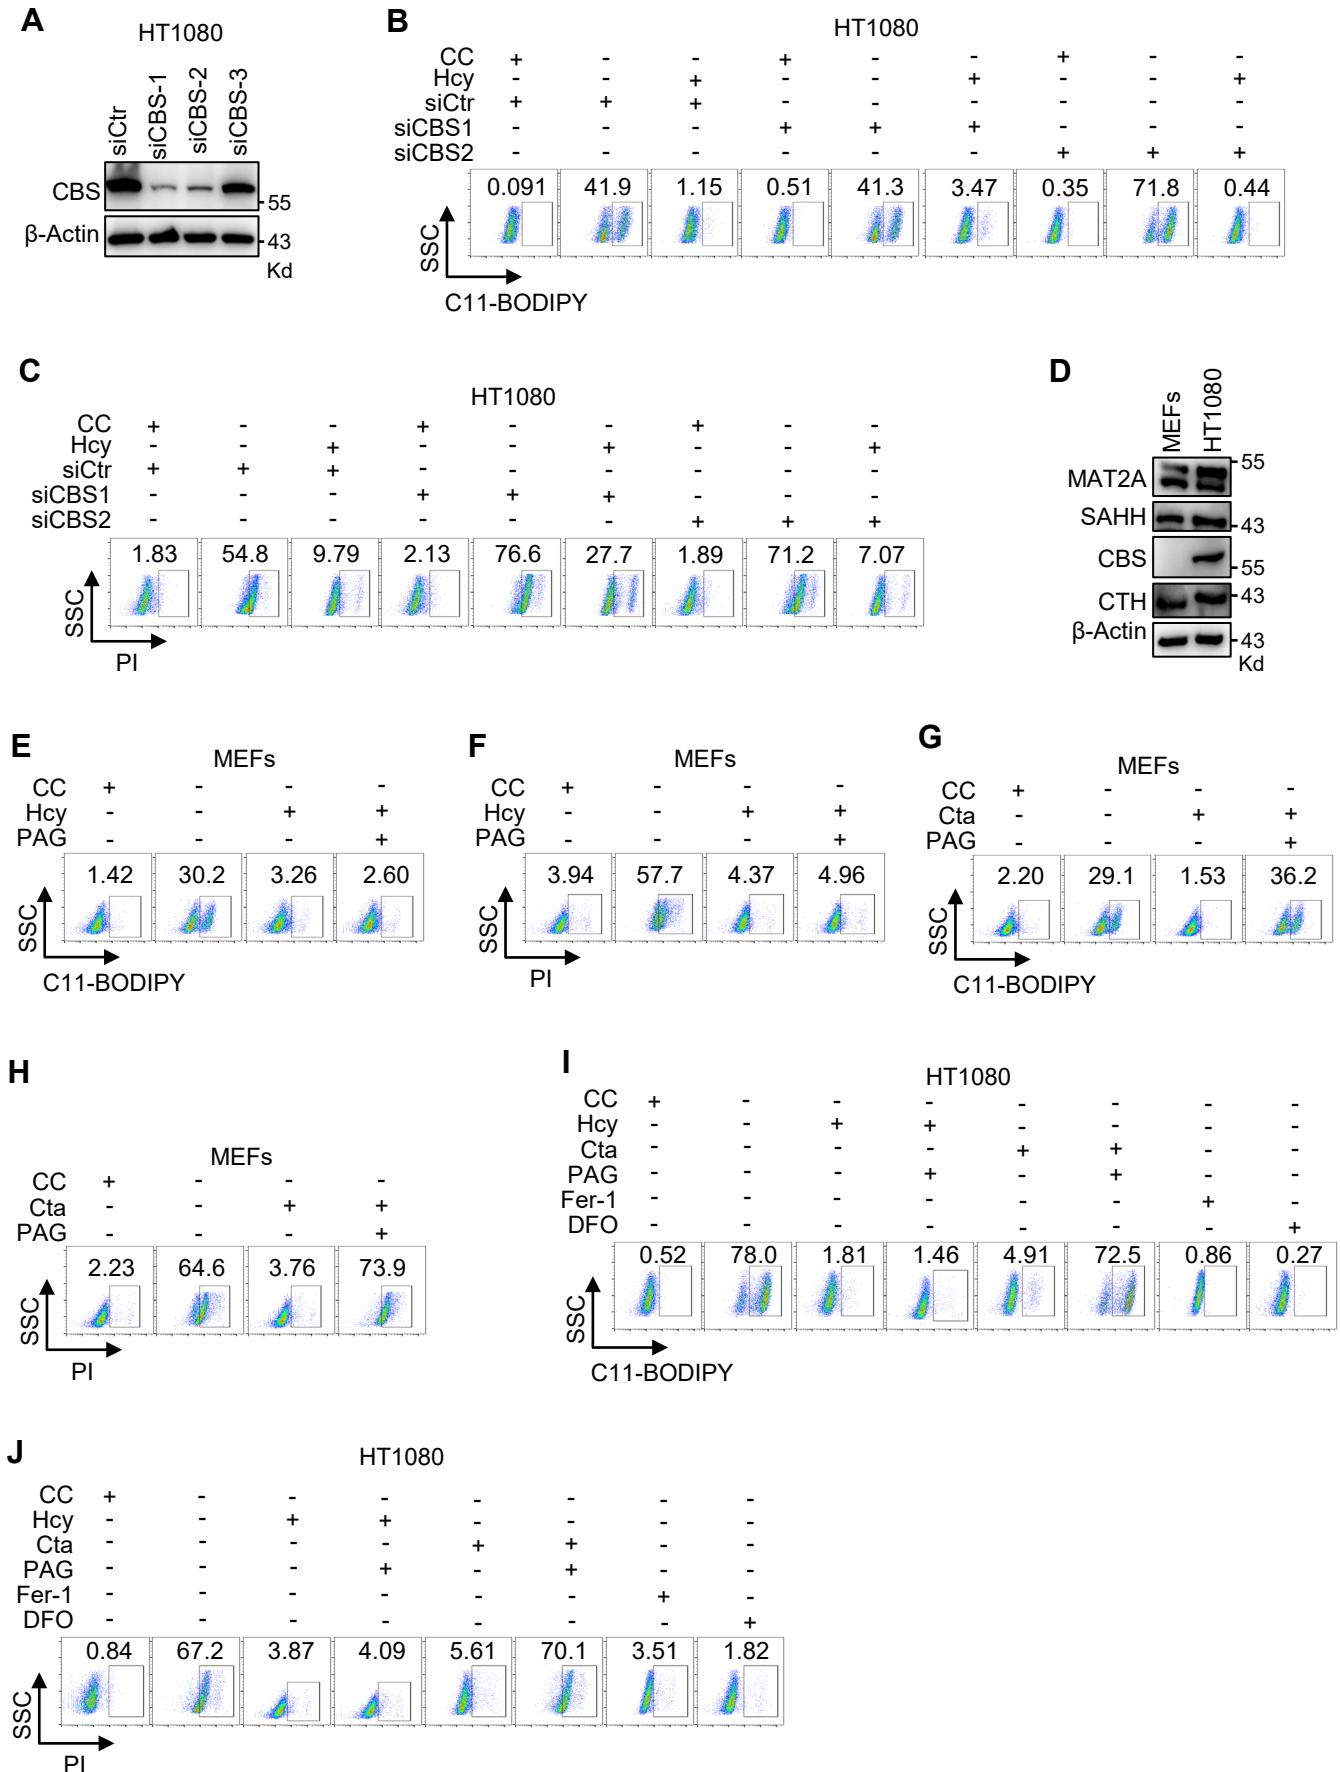 A
HT1080
siCtr
siCBS-1
siCBS-2
siCBS-3
CBS
55
β-Actin
43
Kd
B
HT1080
CC + - - + - - + - -
Hcy - - + - - + - - +
siCtr + + + - - - - - -
siCBS1 - - - + + + - - -
siCBS2 - - - - - - + + +
0.091 41.9 1.15 0.51 41.3 3.47 0.35 71.8 0.44
SSC
C11-BODIPY
C
HT1080
CC + - - + - - + - -
Hcy - - + - - + - - +
siCtr + + + - - - - - -
siCBS1 - - - + + + - - -
siCBS2 - - - - - - + + +
1.83 54.8 9.79 2.13 76.6 27.7 1.89 71.2 7.07
SSC
PI
D
MEFs
HT1080
MAT2A
55
SAHH
43
CBS
55
CTH
43
β-Actin
43
Kd
E
MEFs
CC + - - -
Hcy - - + +
PAG - - - +
1.42 30.2 3.26 2.60
SSC
C11-BODIPY
F
MEFs
CC + - - -
Hcy - - + +
PAG - - - +
3.94 57.7 4.37 4.96
SSC
PI
G
MEFs
CC + - - -
Cta - - + +
PAG - - - +
2.20 29.1 1.53 36.2
SSC
C11-BODIPY
H
MEFs
CC + - - -
Cta - - + +
PAG - - - +
2.23 64.6 3.76 73.9
SSC
PI
I
HT1080
CC + - - - - - - -
Hcy - - + + - - - -
Cta - - - - + + - -
PAG - - - + - + - -
Fer-1 - - - - - - + -
DFO - - - - - - - +
0.52 78.0 1.81 1.46 4.91 72.5 0.86 0.27
SSC
C11-BODIPY
J
HT1080
CC + - - - - - - -
Hcy - - + + - - - -
Cta - - - - + + - -
PAG - - - + - + - -
Fer-1 - - - - - - + -
DFO - - - - - - - +
0.84 67.2 3.87 4.09 5.61 70.1 3.51 1.82
SSC
PI